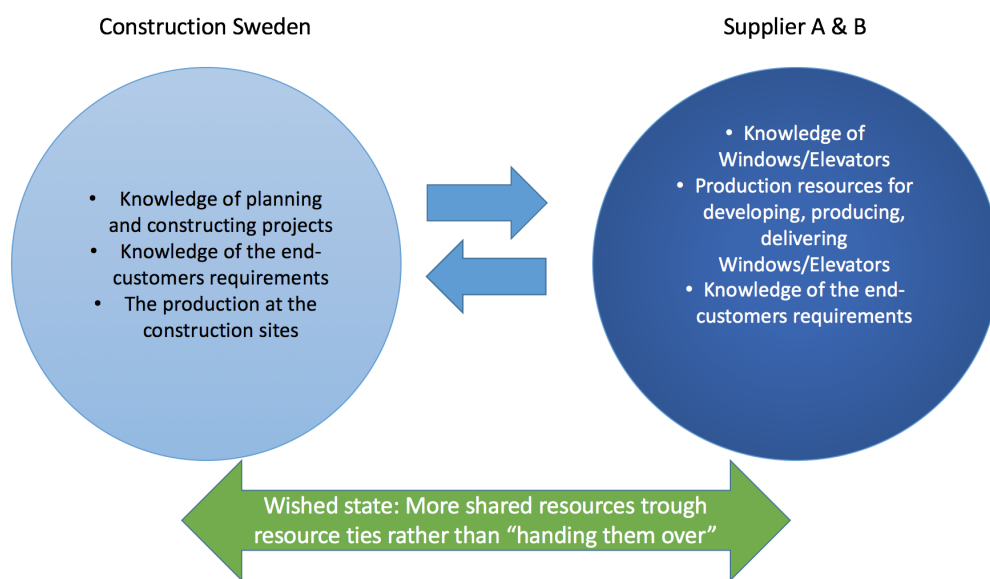 Construction Sweden
Supplier A & B
• Knowledge of planning
and constructing projects
• Knowledge of the end-
customers requirements
• The production at the
construction sites
• Knowledge of
Windows/Elevators
• Production resources for
developing, producing,
delivering
Windows/Elevators
• Knowledge of the end-
customers requirements
Wished state: More shared resources trough
resource ties rather than “handing them over”